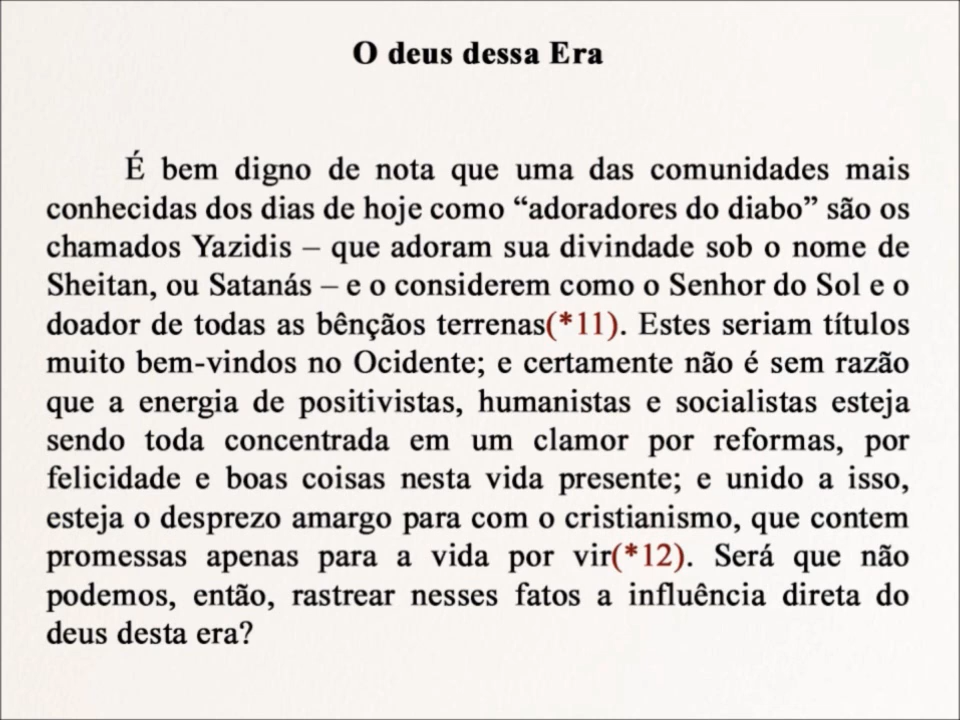 O deus dessa Era
É bem digno de nota que uma das comunidades mais
conhecidas dos dias de hoje como “adoradores do diabo” são os
chamados Yazidis – que adoram sua divindade sob o nome de
Sheitan, ou Satanás – e o considerem como o Senhor do Sol e o
doador de todas as bênçãos terrenas(*11). Estes seriam títulos
muito bem-vindos no Ocidente; e certamente não é sem razão
que a energia de positivistas, humanistas e socialistas esteja
sendo toda concentrada em um clamor por reformas, por
felicidade e boas coisas nesta vida presente; e unido a isso,
esteja o desprezo amargo para com o cristianismo, que contem
promessas apenas para a vida por vir(*12). Será que não
podemos, então, rastrear nesses fatos a influência direta do
deus desta era?